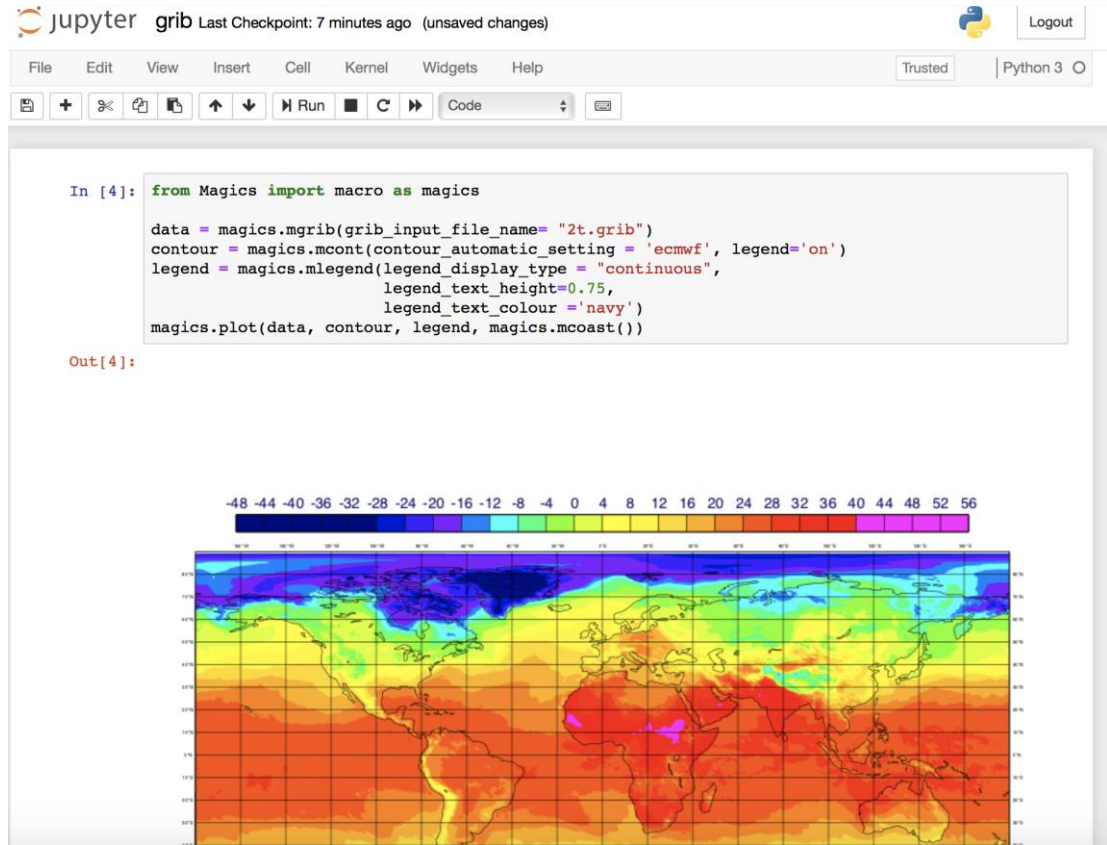 jupyter grib Last Checkpoint: 7 minutes ago (unsaved changes)
Logout
File Edit View Insert Cell Kernel Widgets Help
Trusted
Python 3
Run
Code
In [4]: from Magics import macro as magics
data = magics.mgrib(grib_input_file_name= "2t.grib")
contour = magics.mcont(contour_automatic_setting = 'ecmwf', legend='on')
legend = magics.mlegend(legend_display_type = "continuous",
legend_text_height=0.75,
legend_text_colour ='navy')
magics.plot(data, contour, legend, magics.mcoast())
Out[4]:
-48 -44 -40 -36 -32 -28 -24 -20 -16 -12 -8 -4 0 4 8 12 16 20 24 28 32 36 40 44 48 52 56